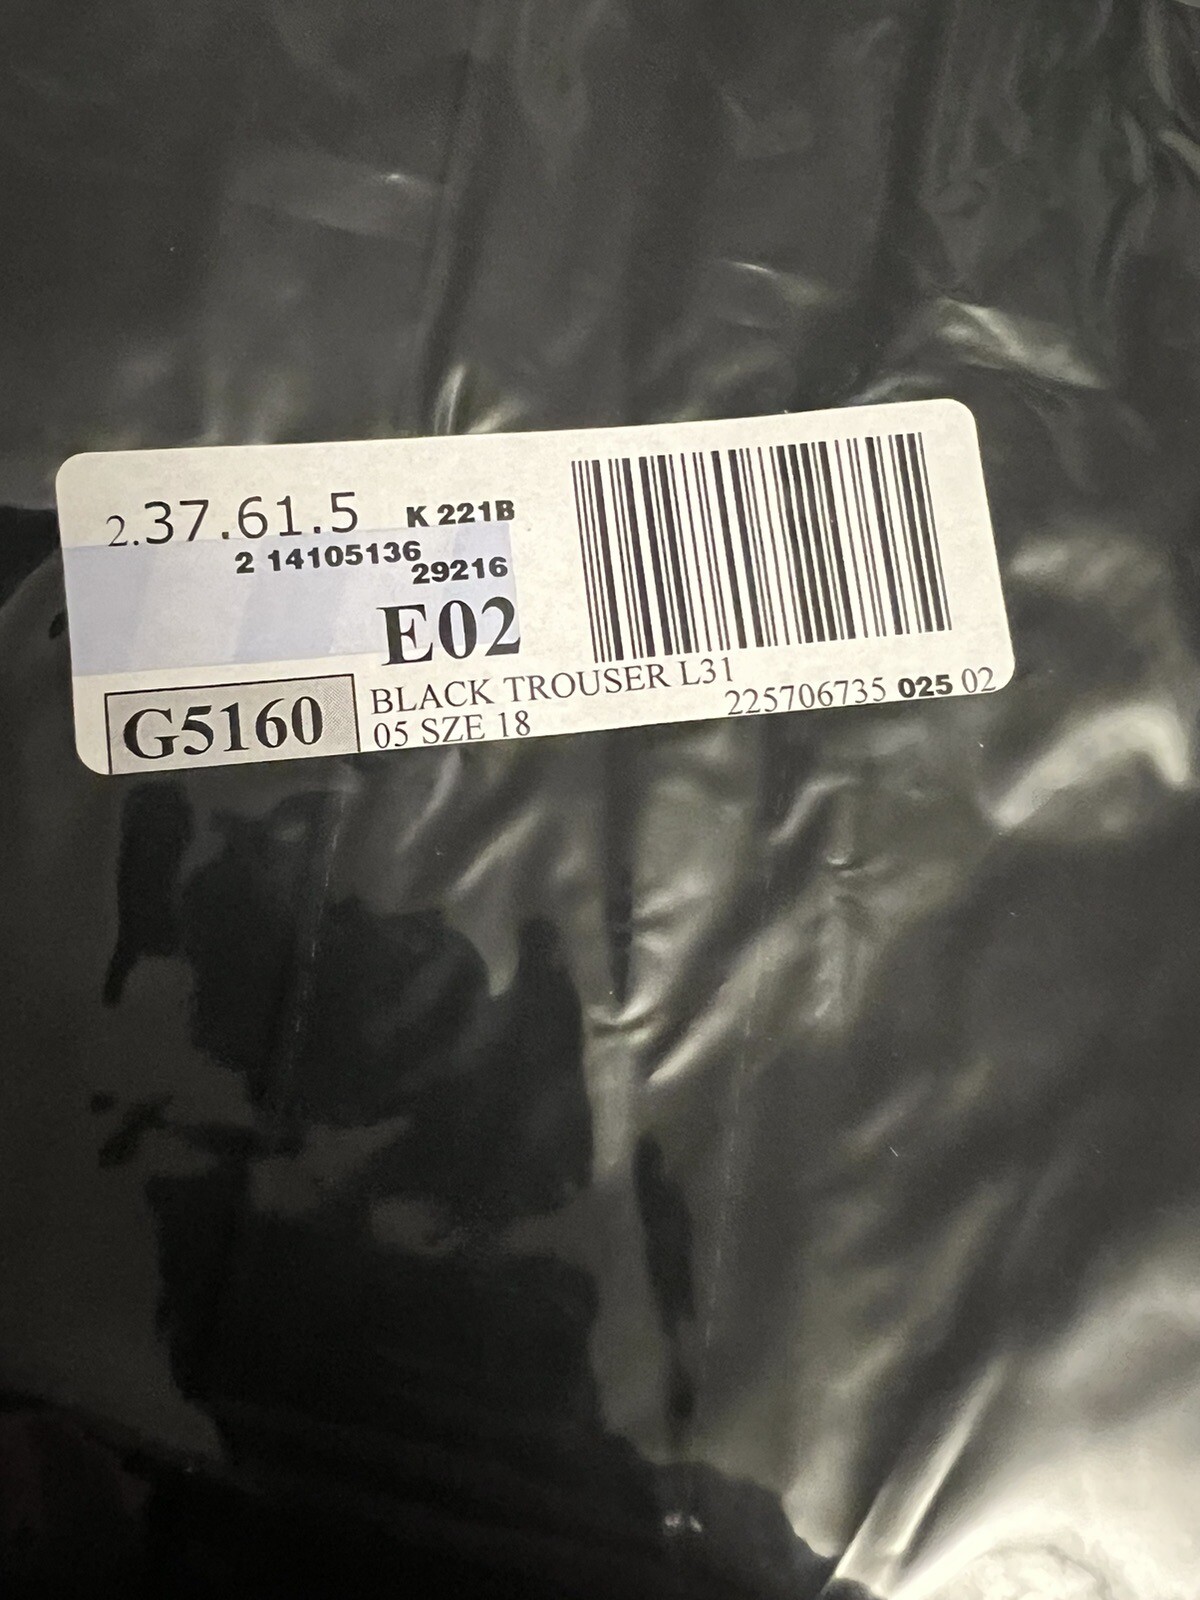 2.37.61.5 K 221B
2 14105136
29216
E02
G5160
BLACK TROUSER L31
05 SZE 18
225706735 025 02